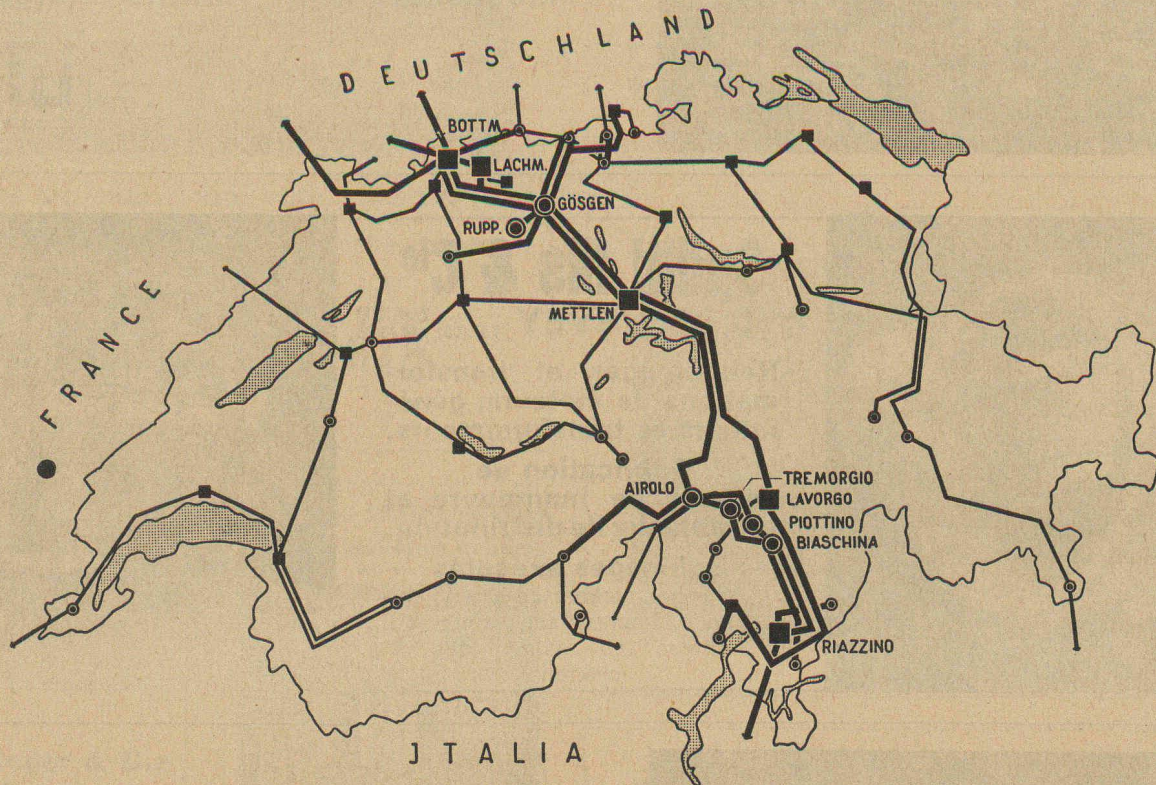 DEUTSCHLAND
BOTTM.
LACHM.
GÖSGEN
RUPP.
METTLEN
FRANCE
AIROLO
TREMORGIO
LAVORGO
PIOTTINO
BIASCHINA
RIAZZINO
JTALIA